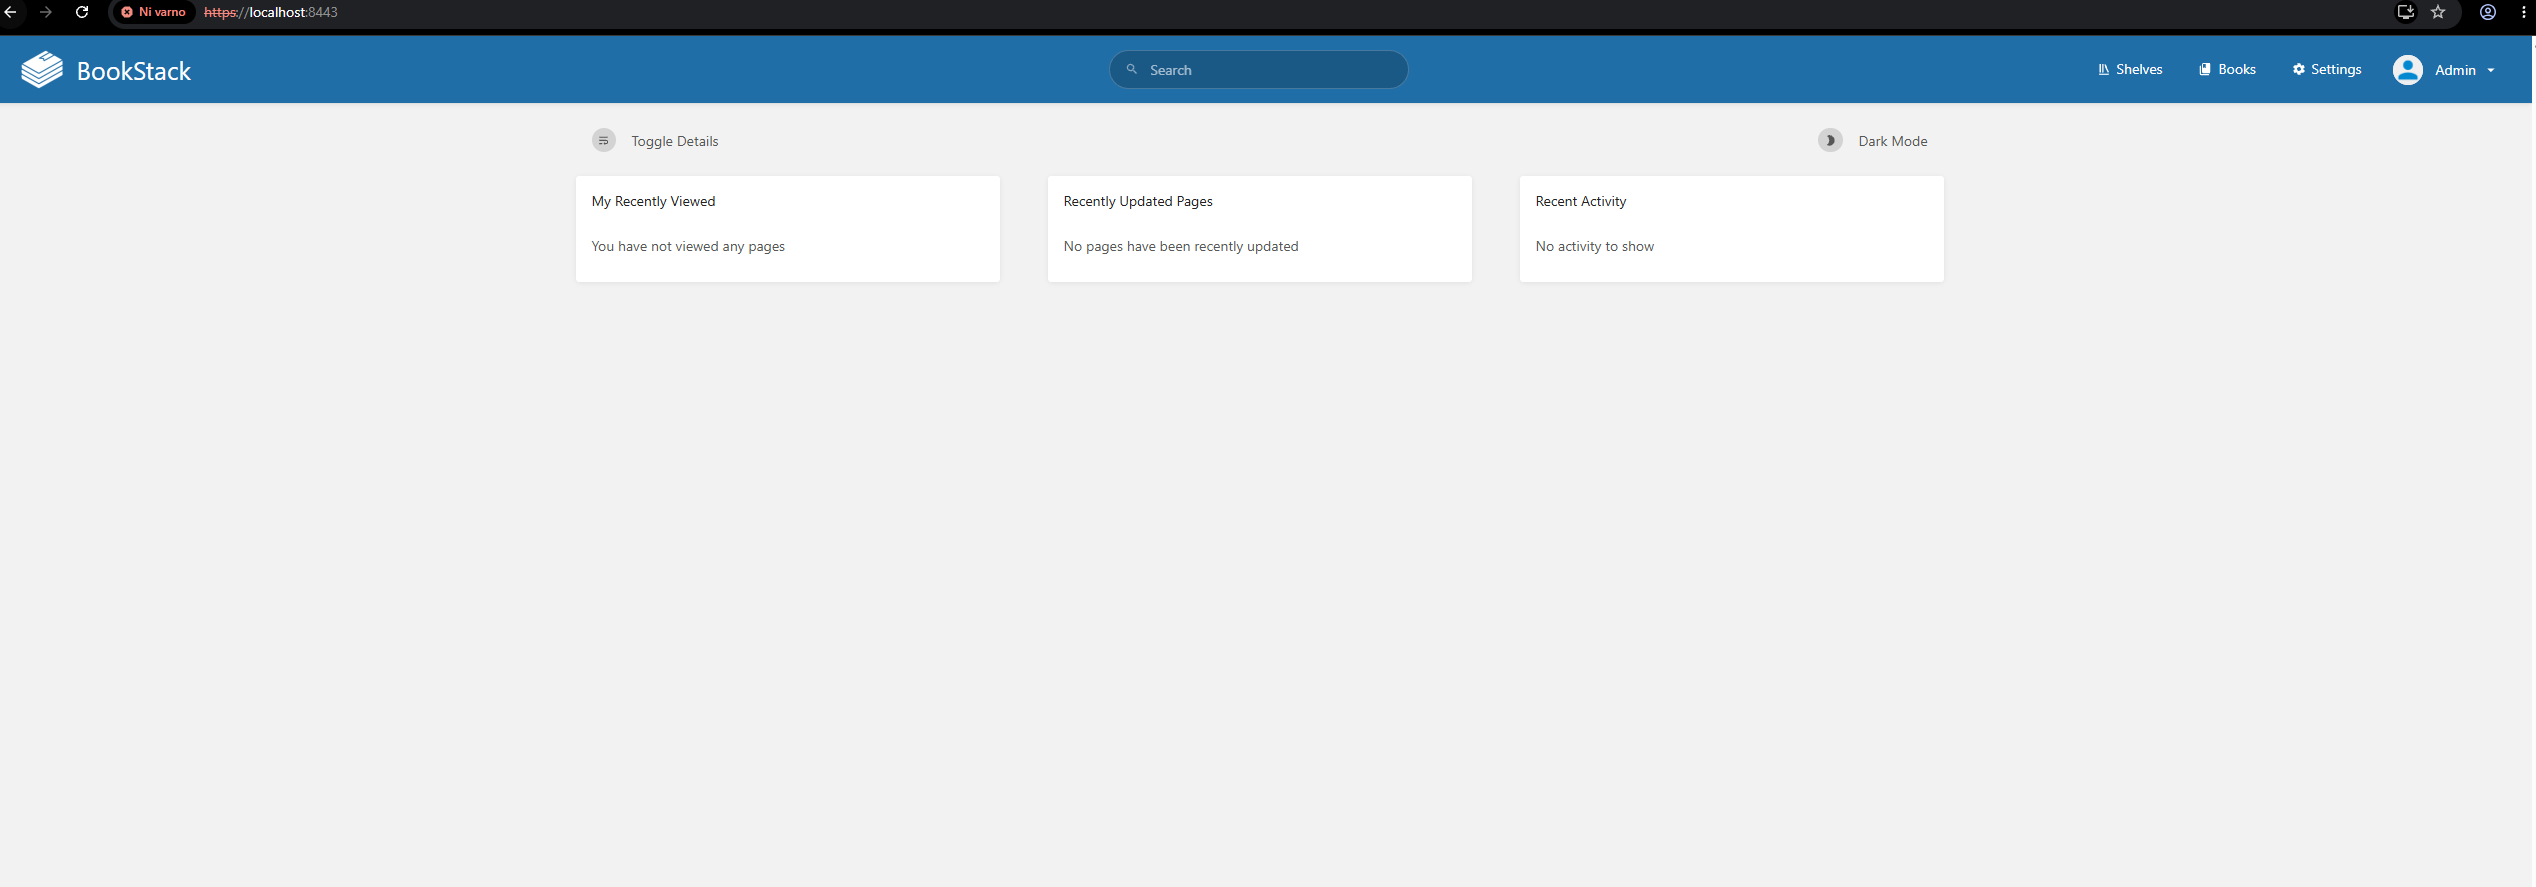 Ni varno https://localhost:8443
BookStack Search Shelves Books Settings Admin
Toggle Details Dark Mode
My Recently Viewed
You have not viewed any pages
Recently Updated Pages
No pages have been recently updated
Recent Activity
No activity to show